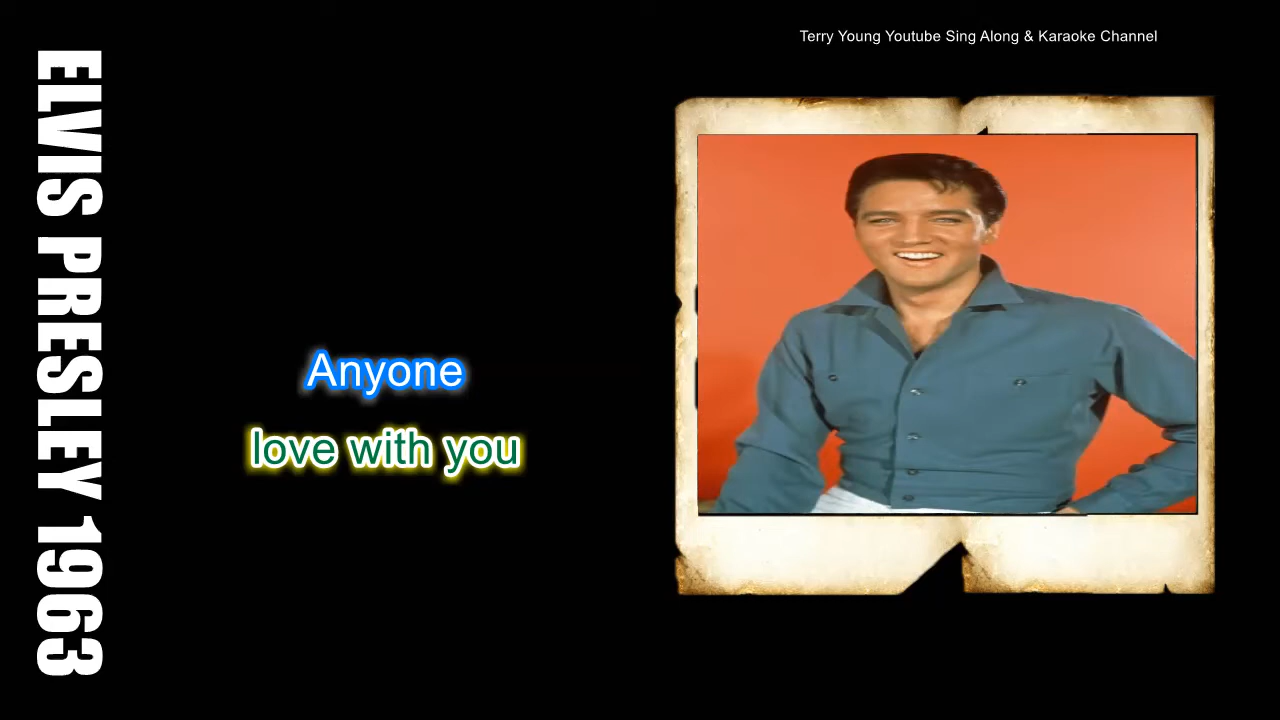 Terry Young Youtube Sing Along & Karaoke Channel
ELVIS PRESLEY 1963
Anyone
love with you